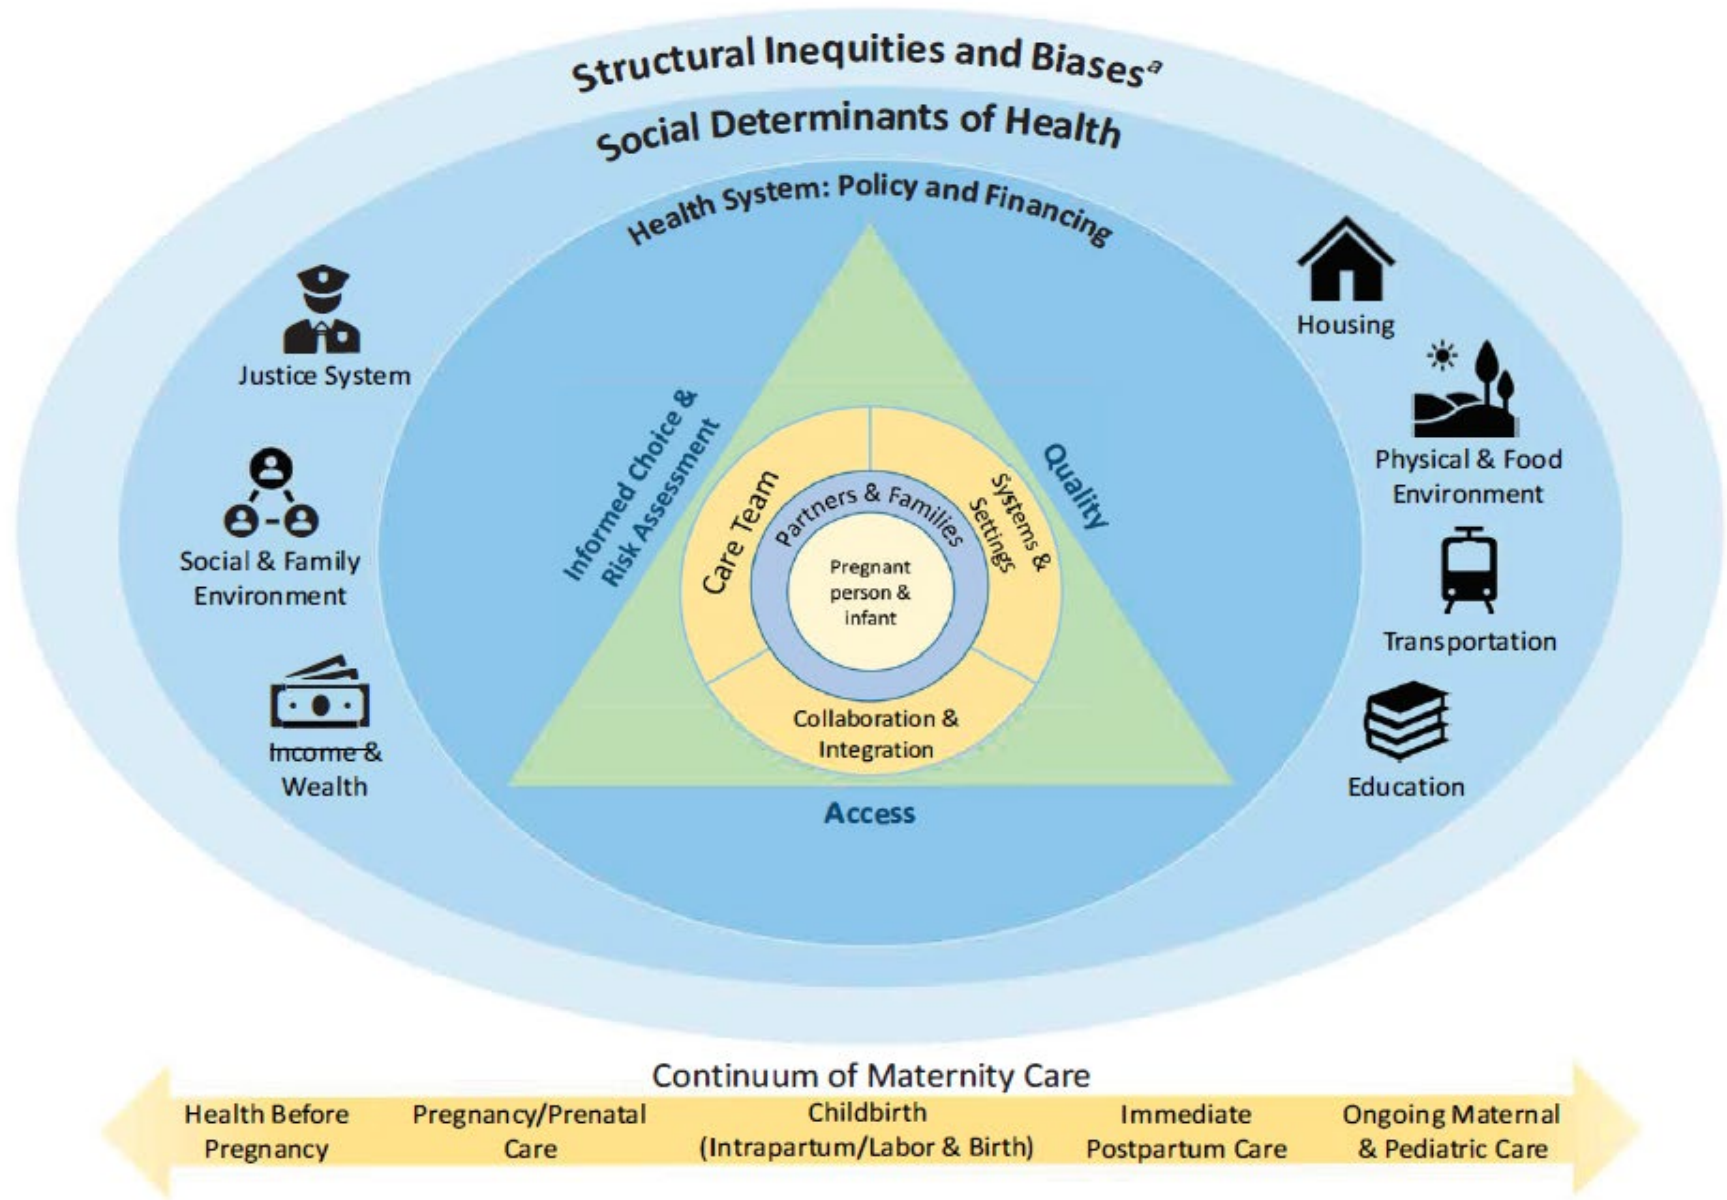 Structural Inequities and Biasesª
Social Determinants of Health
Health System: Policy and Financing
Justice System
Social & Family
Environment
Income &
Wealth
Housing
Physical & Food
Environment
Transportation
Education
Informed Choice &
Risk Assessment
Quality
Access
Care Team
Systems &
Settings
Collaboration &
Integration
Partners & Families
Pregnant
person &
infant
Continuum of Maternity Care
Health Before
Pregnancy
Pregnancy/Prenatal
Care
Childbirth
(Intrapartum/Labor & Birth)
Immediate
Postpartum Care
Ongoing Maternal
& Pediatric Care